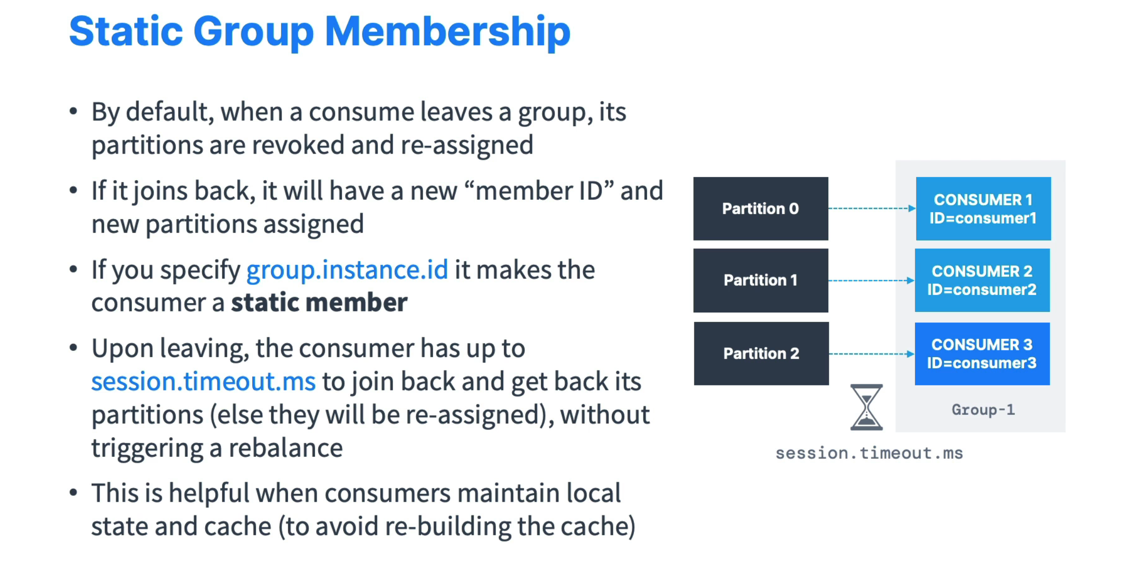 Static Group Membership
• By default, when a consume leaves a group, its
partitions are revoked and re-assigned
• If it joins back, it will have a new “member ID” and
new partitions assigned
• If you specify group.instance.id it makes the
consumer a static member
• Upon leaving, the consumer has up to
session.timeout.ms to join back and get back its
partitions (else they will be re-assigned), without
triggering a rebalance
• This is helpful when consumers maintain local
state and cache (to avoid re-building the cache)
Partition 0
CONSUMER 1
ID=consumer1
Partition 1
CONSUMER 2
ID=consumer2
Partition 2
CONSUMER 3
ID=consumer3
Group-1
session.timeout.ms